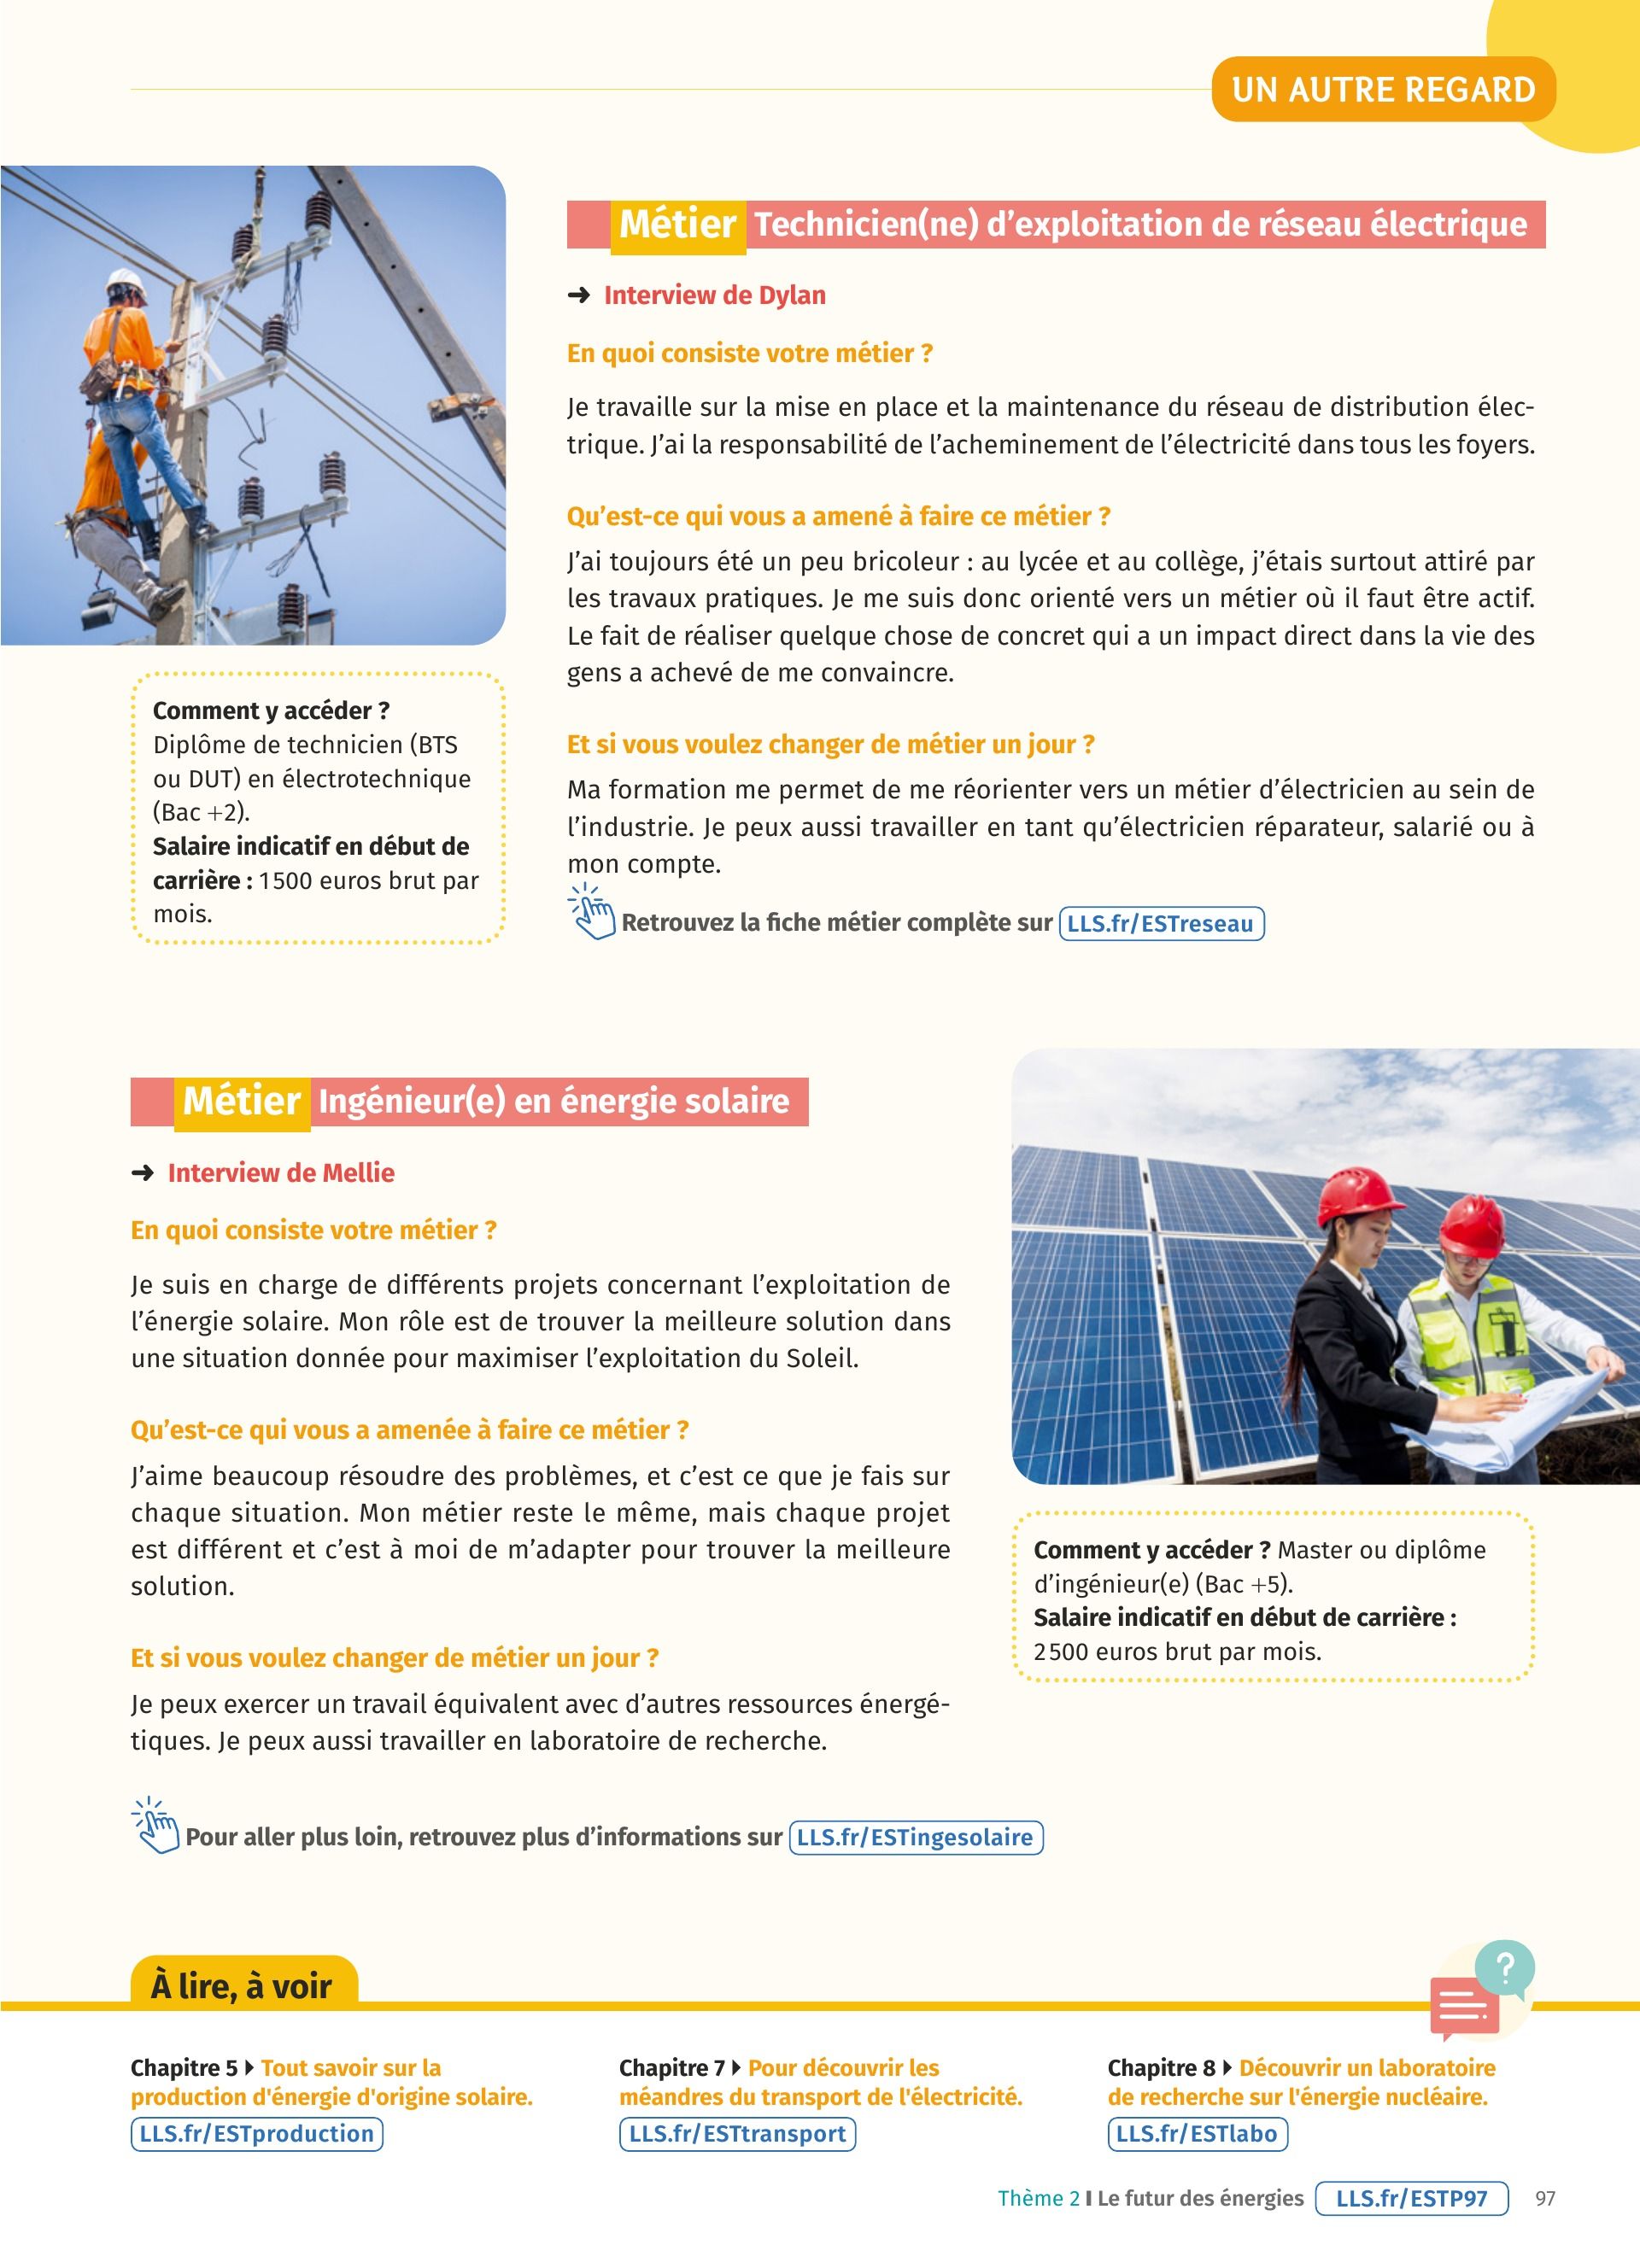 UN AUTRE REGARD
Métier Technicien(ne) d’exploitation de réseau électrique
➜ Interview de Dylan
En quoi consiste votre métier ?
Je travaille sur la mise en place et la maintenance du réseau de distribution élec-
trique. J’ai la responsabilité de l’acheminement de l’électricité dans tous les foyers.
Qu’est-ce qui vous a amené à faire ce métier ?
J’ai toujours été un peu bricoleur : au lycée et au collège, j’étais surtout attiré par
les travaux pratiques. Je me suis donc orienté vers un métier où il faut être actif.
Le fait de réaliser quelque chose de concret qui a un impact direct dans la vie des
gens a achevé de me convaincre.
Et si vous voulez changer de métier un jour ?
Ma formation me permet de me réorienter vers un métier d’électricien au sein de
l’industrie. Je peux aussi travailler en tant qu’électricien réparateur, salarié ou à
mon compte.
Retrouvez la fiche métier complète sur LLS.fr/ESTreseau
Comment y accéder ?
Diplôme de technicien (BTS
ou DUT) en électrotechnique
(Bac +2).
Salaire indicatif en début de
carrière : 1 500 euros brut par
mois.
Métier Ingénieur(e) en énergie solaire
➜ Interview de Mellie
En quoi consiste votre métier ?
Je suis en charge de différents projets concernant l’exploitation de
l’énergie solaire. Mon rôle est de trouver la meilleure solution dans
une situation donnée pour maximiser l’exploitation du Soleil.
Qu’est-ce qui vous a amenée à faire ce métier ?
J’aime beaucoup résoudre des problèmes, et c’est ce que je fais sur
chaque situation. Mon métier reste le même, mais chaque projet
est différent et c’est à moi de m’adapter pour trouver la meilleure
solution.
Et si vous voulez changer de métier un jour ?
Je peux exercer un travail équivalent avec d’autres ressources énergé-
tiques. Je peux aussi travailler en laboratoire de recherche.
Comment y accéder ? Master ou diplôme
d’ingénieur(e) (Bac +5).
Salaire indicatif en début de carrière :
2 500 euros brut par mois.
Pour aller plus loin, retrouvez plus d’informations sur LLS.fr/ESTingesolaire
À lire, à voir
?
Chapitre 5 ▸ Tout savoir sur la
production d'énergie d'origine solaire.
LLS.fr/ESTproduction
Chapitre 7 ▸ Pour découvrir les
méandres du transport de l'électricité.
LLS.fr/ESTtransport
Chapitre 8 ▸ Découvrir un laboratoire
de recherche sur l'énergie nucléaire.
LLS.fr/ESTlabo
Thème 2 I Le futur des énergies LLS.fr/ESTP97 97